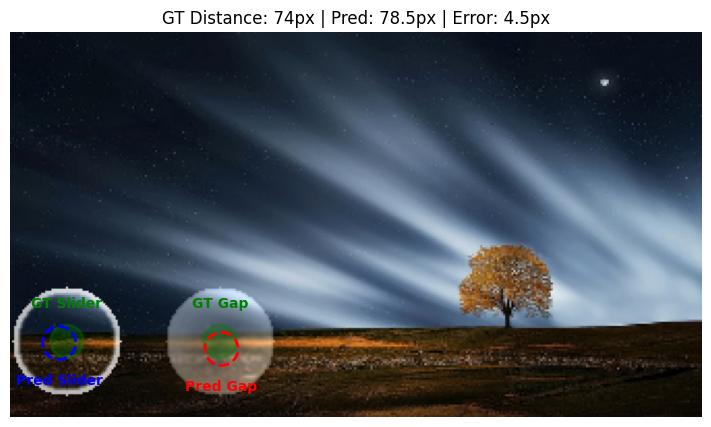 GT Distance: 74px | Pred: 78.5px | Error: 4.5px
GT Slider
GT Gap
Pred Slider
Pred Gap